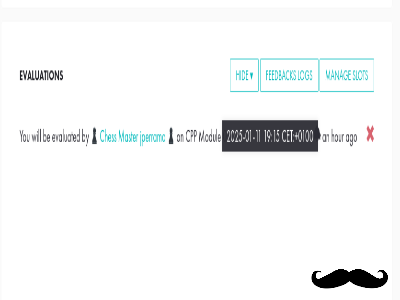 EVALUATIONS
HIDE ▾ FEEDBACKS LOGS MANAGE SLOTS
You will be evaluated by ♟ Chess Master jperramo ♟ on CPP Module 2025-01-11 19:15 CET:+0100 an hour ago ✖